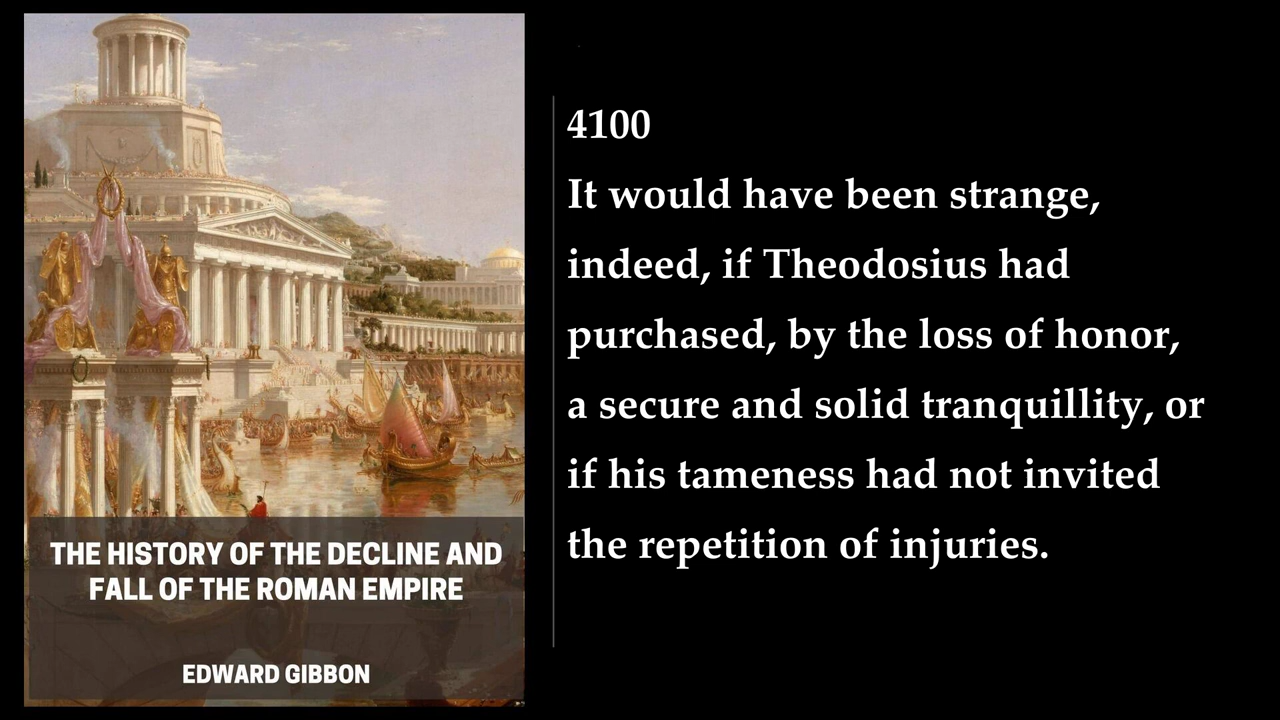 THE HISTORY OF THE DECLINE AND
FALL OF THE ROMAN EMPIRE
EDWARD GIBBON
4100
It would have been strange,
indeed, if Theodosius had
purchased, by the loss of honor,
a secure and solid tranquillity, or
if his tameness had not invited
the repetition of injuries.